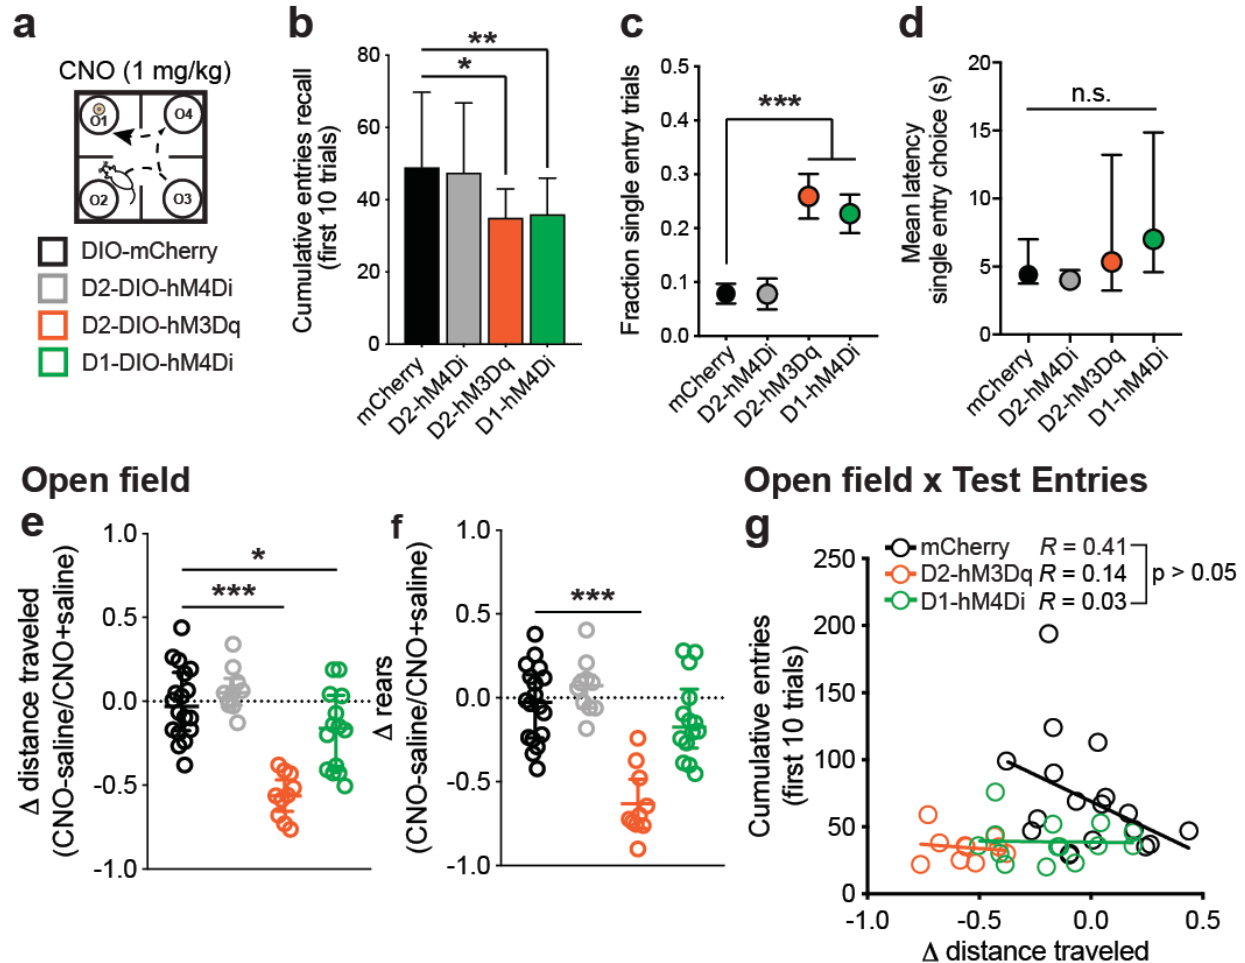 a
CNO (1 mg/kg)
O1
O4
O2
O3
DIO-mCherry
D2-DIO-hM4Di
D2-DIO-hM3Dq
D1-DIO-hM4Di
b
Cumulative entries recall
(first 10 trials)
80
60
40
20
0
**
*
mCherry
D2-hM4Di
D2-hM3Dq
D1-hM4Di
c
Fraction single entry trials
0.5
0.4
0.3
0.2
0.1
0.0
***
mCherry
D2-hM4Di
D2-hM3Dq
D1-hM4Di
d
Mean latency
single entry choice (s)
20
15
10
5
0
n.s.
mCherry
D2-hM4Di
D2-hM3Dq
D1-hM4Di
Open field
e
Δ distance traveled
(CNO-saline/CNO+saline)
1.0
0.5
0.0
-0.5
-1.0
*
***
f
Δ rears
(CNO-saline/CNO+saline)
1.0
0.5
0.0
-0.5
-1.0
***
Open field x Test Entries
g
mCherry R = 0.41
D2-hM3Dq R = 0.14
D1-hM4Di R = 0.03
p > 0.05
Cumulative entries
(first 10 trials)
250
200
150
100
50
0
-1.0 -0.5 0.0 0.5
Δ distance traveled